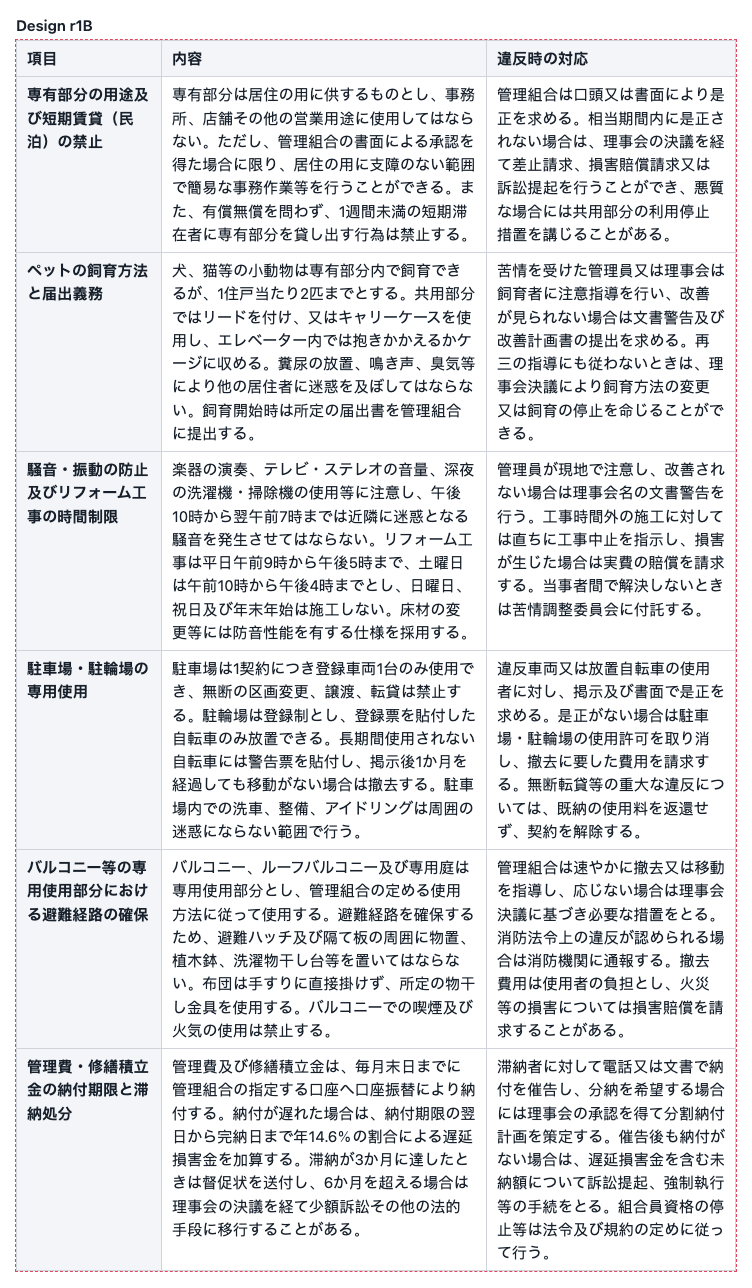 Design r1B
項目
内容
違反時の対応
専有部分の用途及
び短期賃貸（民
泊）の禁止
専有部分は居住の用に供するものとし、事務
所、店舗その他の営業用途に使用してはなら
ない。ただし、管理組合の書面による承認を
得た場合に限り、居住の用に支障のない範囲
で簡易な事務作業等を行うことができる。ま
た、有償無償を問わず、1週間未満の短期滞
在者に専有部分を貸し出す行為は禁止する。
管理組合は口頭又は書面により是
正を求める。相当期間内に是正さ
れない場合は、理事会の決議を経
て差止請求、損害賠償請求又は
訴訟提起を行うことができ、悪質
な場合には共用部分の利用停止
措置を講じることがある。
ペットの飼育方法
と届出義務
犬、猫等の小動物は専有部分内で飼育でき
るが、1住戸当たり2匹までとする。共用部分
ではリードを付け、又はキャリーケースを使
用し、エレベーター内では抱きかかえるかケ
ージに収める。糞尿の放置、鳴き声、臭気等
により他の居住者に迷惑を及ぼしてはならな
い。飼育開始時は所定の届出書を管理組合
に提出する。
苦情を受けた管理員又は理事会は
飼育者に注意指導を行い、改善
が見られない場合は文書警告及び
改善計画書の提出を求める。再
三の指導にも従わないときは、理
事会決議により飼育方法の変更
又は飼育の停止を命じることがで
きる。
騒音・振動の防止
及びリフォーム工
事の時間制限
楽器の演奏、テレビ・ステレオの音量、深夜
の洗濯機・掃除機の使用等に注意し、午後
10時から翌午前7時までは近隣に迷惑となる
騒音を発生させてはならない。リフォーム工
事は平日午前9時から午後5時まで、土曜日
は午前10時から午後4時までとし、日曜日、
祝日及び年末年始は施工しない。床材の変
更等には防音性能を有する仕様を採用する。
管理員が現地で注意し、改善され
ない場合は理事会名の文書警告を
行う。工事時間外の施工に対して
は直ちに工事中止を指示し、損害
が生じた場合は実費の賠償を請求
する。当事者間で解決しないとき
は苦情調整委員会に付託する。
駐車場・駐輪場の
専用使用
駐車場は1契約につき登録車両1台のみ使用で
き、無断の区画変更、譲渡、転貸は禁止す
る。駐輪場は登録制とし、登録票を貼付した
自転車のみ放置できる。長期間使用されない
自転車には警告票を貼付し、掲示後1か月を
経過しても移動がない場合は撤去する。駐車
場内での洗車、整備、アイドリングは周囲の
迷惑にならない範囲で行う。
違反車両又は放置自転車の使用
者に対し、掲示及び書面で是正を
求める。是正がない場合は駐車
場・駐輪場の使用許可を取り消
し、撤去に要した費用を請求す
る。無断転貸等の重大な違反につ
いては、既納の使用料を返還せ
ず、契約を解除する。
バルコニー等の専
用使用部分におけ
る避難経路の確保
バルコニー、ルーフバルコニー及び専用庭は
専用使用部分とし、管理組合の定める使用
方法に従って使用する。避難経路を確保する
ため、避難ハッチ及び隔て板の周囲に物置、
植木鉢、洗濯物干し台等を置いてはならな
い。布団は手すりに直接掛けず、所定の物干
し金具を使用する。バルコニーでの喫煙及び
火気の使用は禁止する。
管理組合は速やかに撤去又は移動
を指導し、応じない場合は理事会
決議に基づき必要な措置をとる。
消防法令上の違反が認められる場
合は消防機関に通報する。撤去
費用は使用者の負担とし、火災
等の損害については損害賠償を請
求することがある。
管理費・修繕積立
金の納付期限と滞
納処分
管理費及び修繕積立金は、毎月末日までに
管理組合の指定する口座へ口座振替により納
付する。納付が遅れた場合は、納付期限の翌
日から完納日まで年14.6%の割合による遅延
損害金を加算する。滞納が3か月に達したと
きは督促状を送付し、6か月を超える場合は
理事会の決議を経て少額訴訟その他の法的
手段に移行することがある。
滞納者に対して電話又は文書で納
付を催告し、分納を希望する場合
には理事会の承認を得て分割納付
計画を策定する。催告後も納付が
ない場合は、遅延損害金を含む未
納額について訴訟提起、強制執行
等の手続をとる。組合員資格の停
止等は法令及び規約の定めに従っ
て行う。